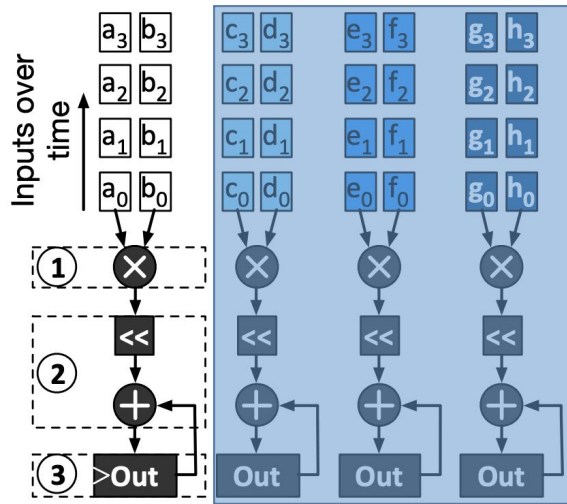 a3 b3 c3 d3 e3 f3 g3 h3
a2 b2 c2 d2 e2 f2 g2 h2
a1 b1 c1 d1 e1 f1 g1 h1
a0 b0 c0 d0 e0 f0 g0 h0
Inputs over
time
1 × × × ×
<< << << <<
2
+ + + +
3 Out Out Out Out